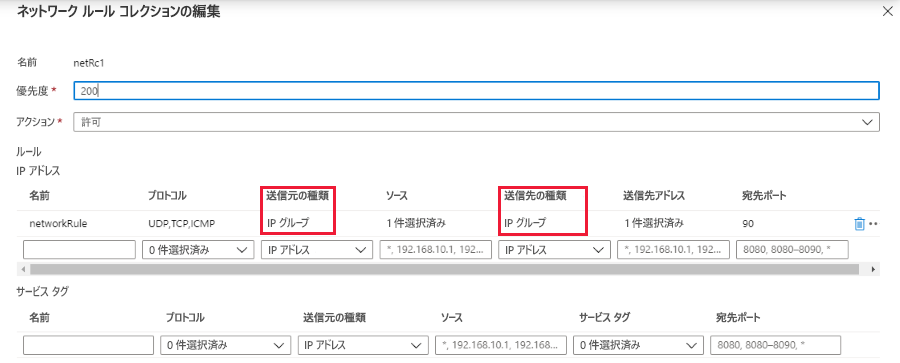 ネットワーク ルール コレクションの編集
名前 netRc1
優先度 * 200
アクション * 許可
ルール
IP アドレス
名前 プロトコル 送信元の種類 ソース 送信先の種類 送信先アドレス 宛先ポート
networkRule UDP,TCP,ICMP IP グループ 1 件選択済み IP グループ 1 件選択済み 90
0 件選択済み IP アドレス *, 192.168.10.1, 192... IP アドレス *, 192.168.10.1, 192... 8080, 8080–8090, *
サービス タグ
名前 プロトコル 送信元の種類 ソース サービス タグ 宛先ポート
0 件選択済み IP アドレス *, 192.168.10.1, 192.168... 0 件選択済み 8080, 8080–8090, *